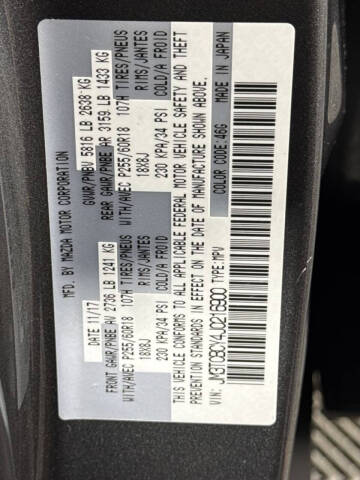 MFD. BY MAZDA MOTOR CORPORATION
DATE 11/17 GVWR/PNBV 5816 LB 2638 KG
FRONT GAWR/PNBE AV 2736 LB 1241 KG REAR GAWR/PNBE AR 3159 LB 1433 KG
WITH/AVEC P255/60R18 107H TIRES/PNEUS WITH/AVEC P255/60R18 107H TIRES/PNEUS
18X8J RIMS/JANTES 18X8J RIMS/JANTES
230 KPA/34 PSI COLD/A FROID 230 KPA/34 PSI COLD/A FROID
THIS VEHICLE CONFORMS TO ALL APPLICABLE FEDERAL MOTOR VEHICLE SAFETY AND THEFT
PREVENTION STANDARDS IN EFFECT ON THE DATE OF MANUFACTURE SHOWN ABOVE.
VIN: JM3TCBCY4J0216900 TYPE:MPV COLOR CODE:46G MADE IN JAPAN